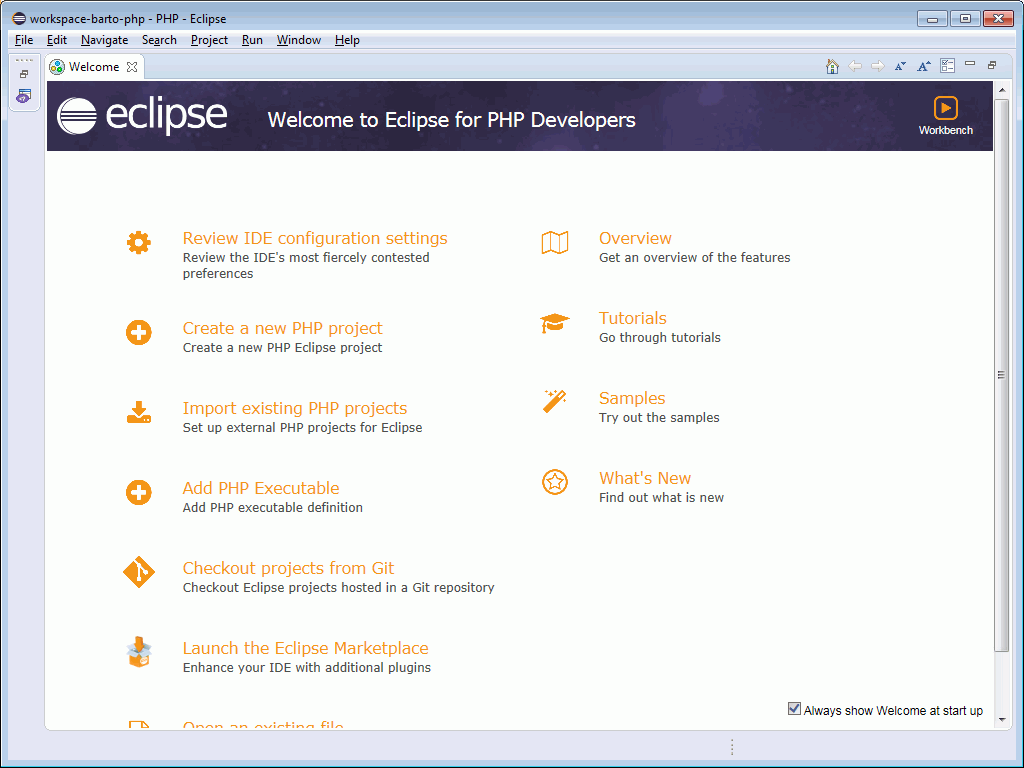 workspace-barto-php - PHP - Eclipse
File Edit Navigate Search Project Run Window Help
Welcome
eclipse
Welcome to Eclipse for PHP Developers
Workbench
Review IDE configuration settings
Review the IDE's most fiercely contested
preferences
Create a new PHP project
Create a new PHP Eclipse project
Import existing PHP projects
Set up external PHP projects for Eclipse
Add PHP Executable
Add PHP executable definition
Checkout projects from Git
Checkout Eclipse projects hosted in a Git repository
Launch the Eclipse Marketplace
Enhance your IDE with additional plugins
Open an existing file
Overview
Get an overview of the features
Tutorials
Go through tutorials
Samples
Try out the samples
What's New
Find out what is new
Always show Welcome at start up